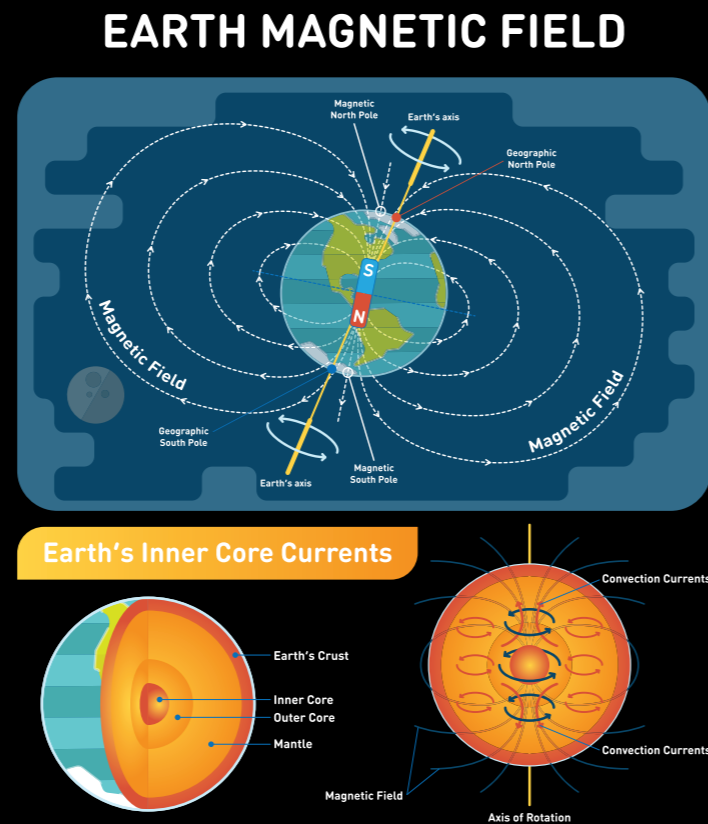 EARTH MAGNETIC FIELD
Magnetic
North Pole
Earth's axis
Geographic
North Pole
S
N
Magnetic Field
Magnetic Field
Geographic
South Pole
Magnetic
South Pole
Earth's axis
Earth's Inner Core Currents
Convection Currents
Earth's Crust
Inner Core
Outer Core
Mantle
Convection Currents
Magnetic Field
Axis of Rotation